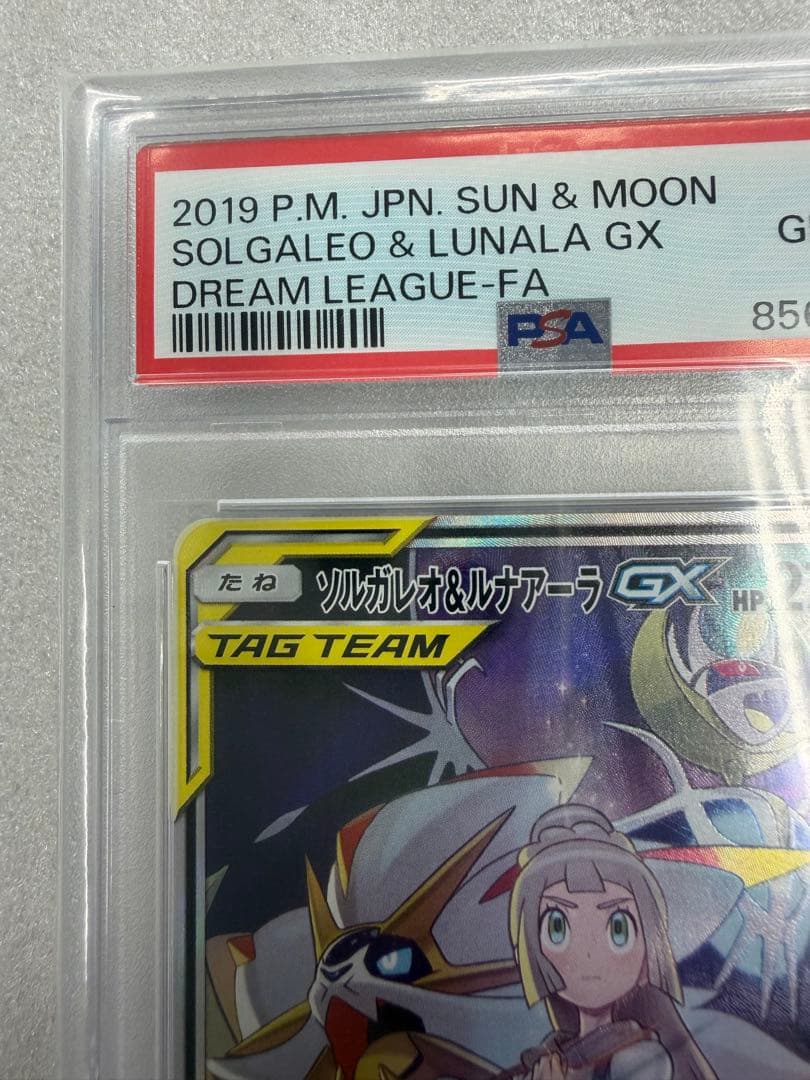 2019 P.M. JPN. SUN & MOON
SOLGALEO & LUNALA GX
DREAM LEAGUE-FA
PSA
たね
ソルガレオ&ルナアーラ GX HP
TAG TEAM